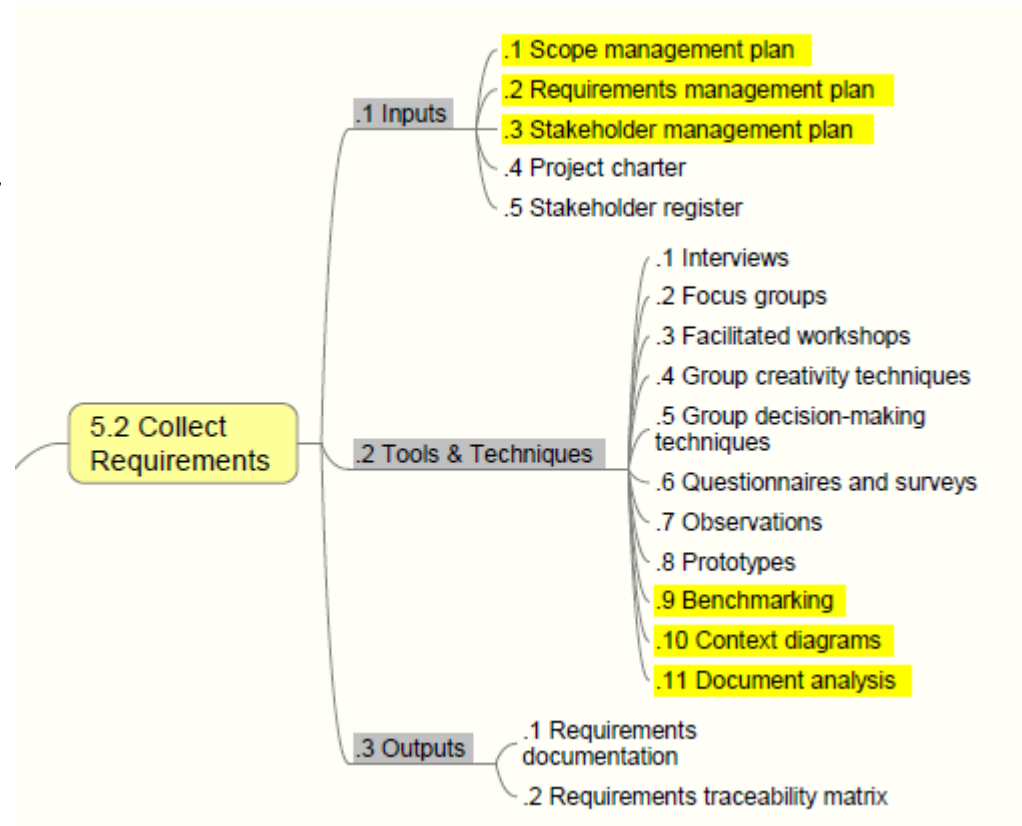 .1 Scope management plan
.2 Requirements management plan
.1 Inputs
.3 Stakeholder management plan
.4 Project charter
.5 Stakeholder register
.1 Interviews
.2 Focus groups
.3 Facilitated workshops
.4 Group creativity techniques
5.2 Collect
Requirements
.5 Group decision-making
techniques
.2 Tools & Techniques
.6 Questionnaires and surveys
.7 Observations
.8 Prototypes
.9 Benchmarking
.10 Context diagrams
.11 Document analysis
.3 Outputs
.1 Requirements
documentation
.2 Requirements traceability matrix